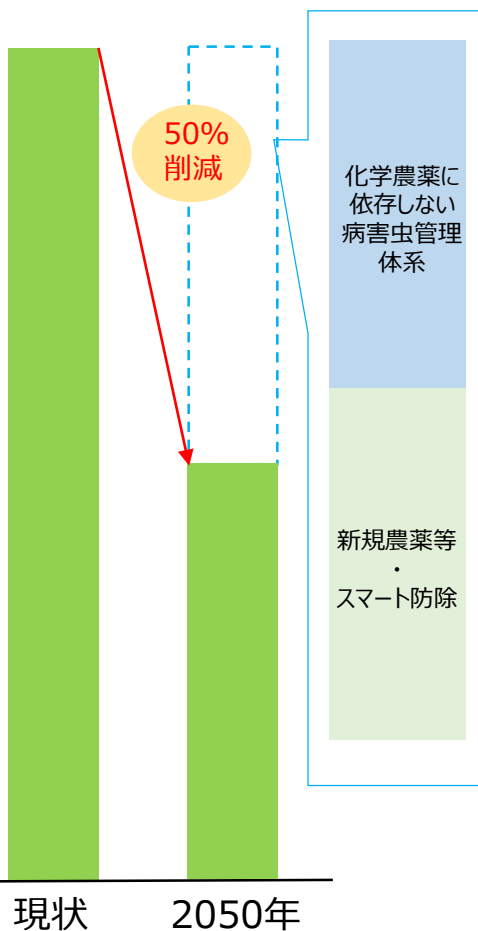 50%
削減
化学農薬に
依存しない
病害虫管理
体系
新規農薬等
・
スマート防除
現状
2050年